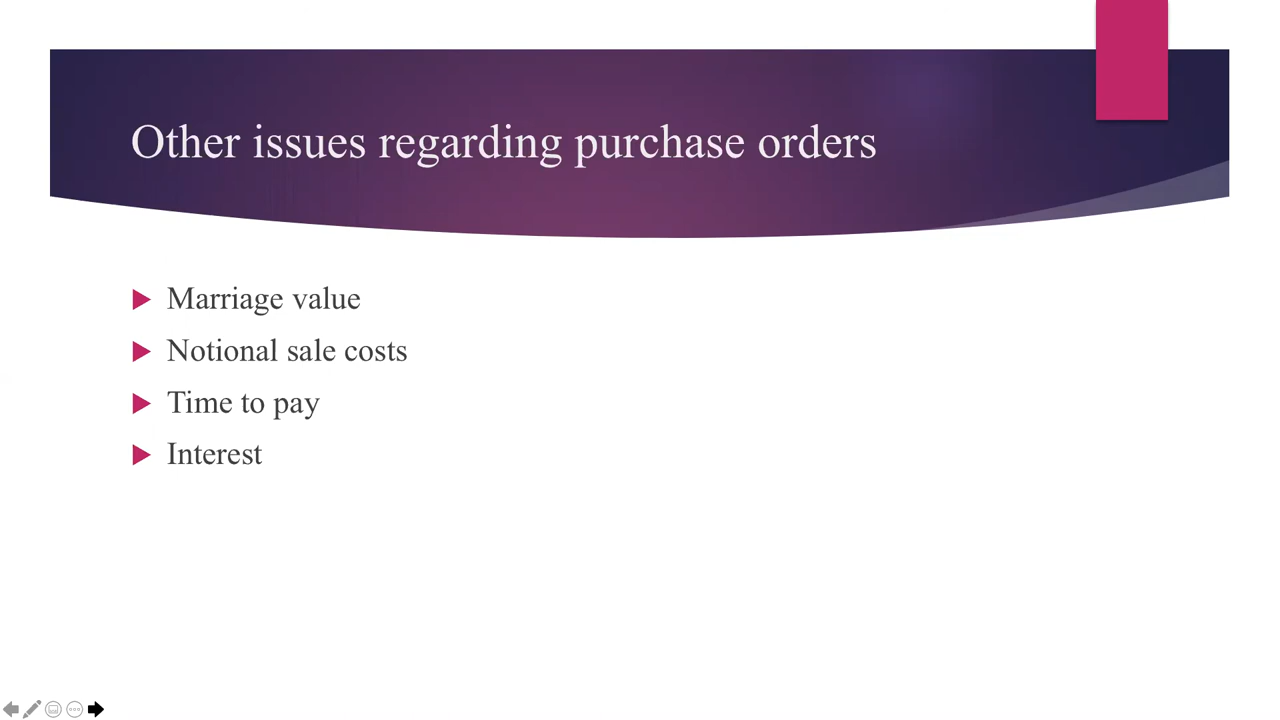 Other issues regarding purchase orders
Marriage value
Notional sale costs
Time to pay
Interest